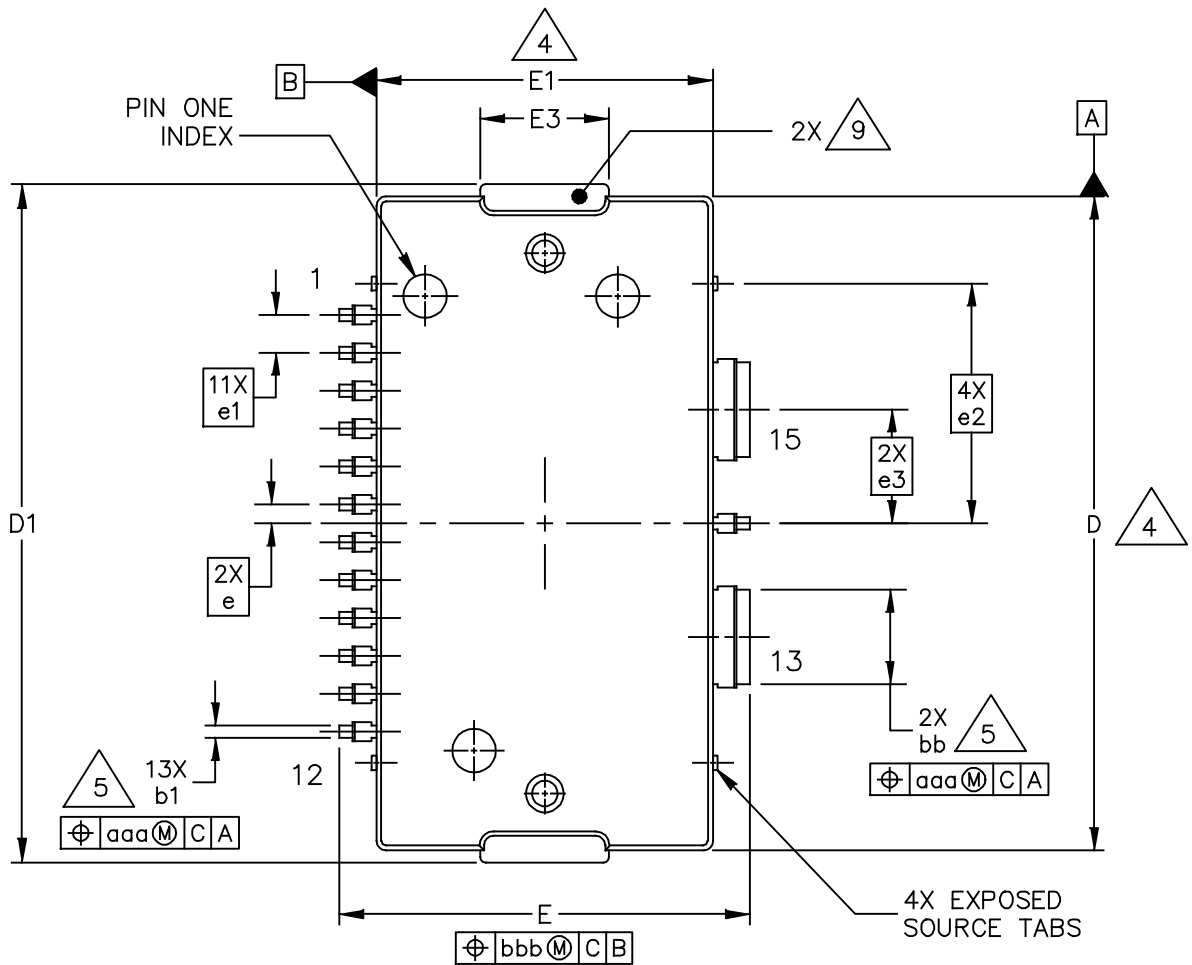 4
B
E1
PIN ONE
INDEX
E3
2X 9
A
1
11X
e1
4X
e2
15
2X
e3
D1
D 4
2X
e
13
2X
bb 5
⌖ aaa Ⓜ C A
5 13X
b1
12
⌖ aaa Ⓜ C A
E
⌖ bbb Ⓜ C B
4X EXPOSED
SOURCE TABS